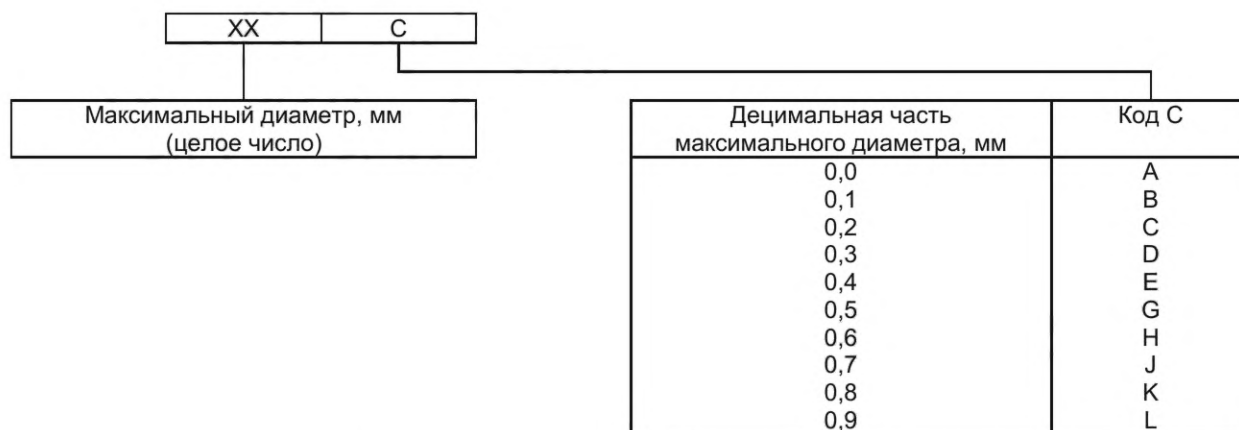 XX C
Максимальный диаметр, мм
(целое число)
Децимальная часть
максимального диаметра, мм
Код C
0,0 A
0,1 B
0,2 C
0,3 D
0,4 E
0,5 G
0,6 H
0,7 J
0,8 K
0,9 L